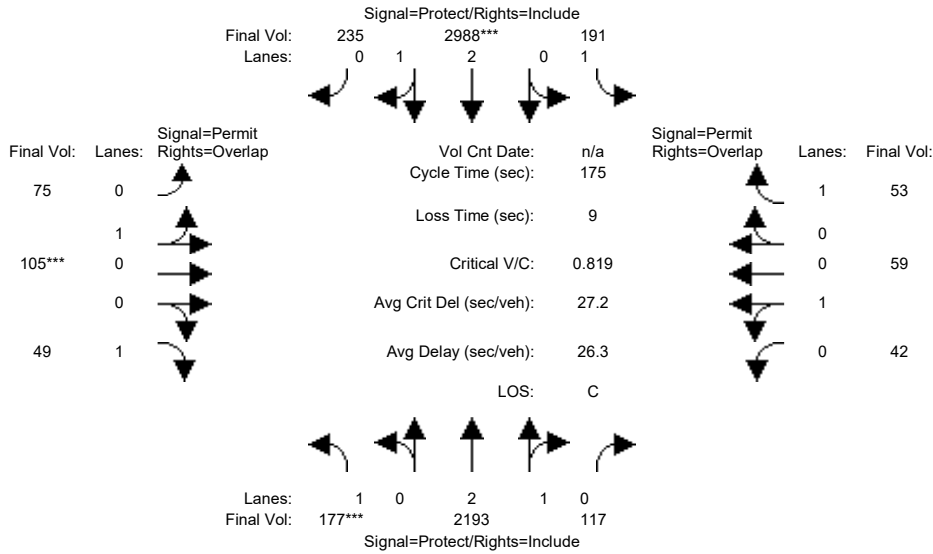 Signal=Protect/Rights=Include
Final Vol: 235 2988*** 191
Lanes: 0 1 2 0 1
Signal=Permit Signal=Permit
Final Vol: Lanes: Rights=Overlap Vol Cnt Date: n/a Rights=Overlap Lanes: Final Vol:
Cycle Time (sec): 175
75 0 1 53
Loss Time (sec): 9
1 0
105*** 0 Critical V/C: 0.819 0 59
0 Avg Crit Del (sec/veh): 27.2 1
49 1 Avg Delay (sec/veh): 26.3 0 42
LOS: C
Lanes: 1 0 2 1 0
Final Vol: 177*** 2193 117
Signal=Protect/Rights=Include